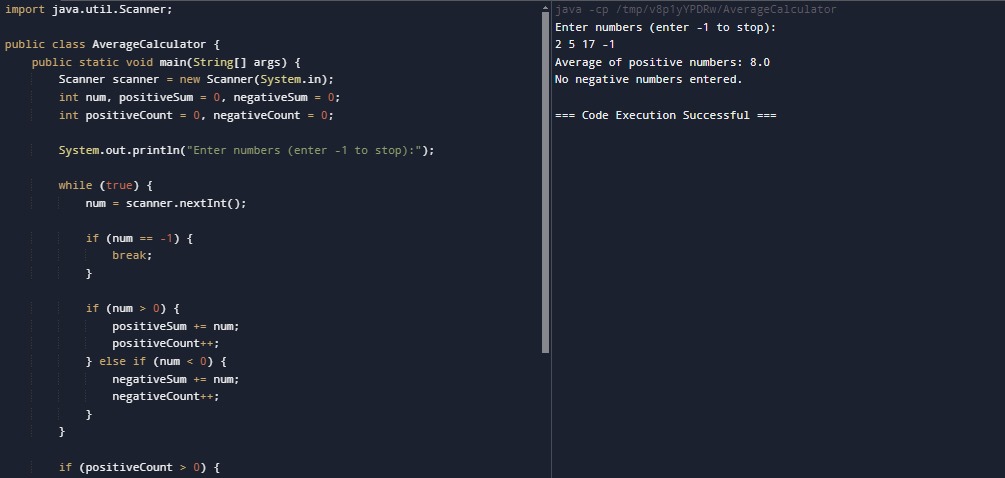 import java.util.Scanner;
public class AverageCalculator {
public static void main(String[] args) {
Scanner scanner = new Scanner(System.in);
int num, positiveSum = 0, negativeSum = 0;
int positiveCount = 0, negativeCount = 0;
System.out.println("Enter numbers (enter -1 to stop):");
while (true) {
num = scanner.nextInt();
if (num == -1) {
break;
}
if (num > 0) {
positiveSum += num;
positiveCount++;
} else if (num < 0) {
negativeSum += num;
negativeCount++;
}
}
if (positiveCount > 0) {
java -cp /tmp/v8p1yYPDRw/AverageCalculator
Enter numbers (enter -1 to stop):
2 5 17 -1
Average of positive numbers: 8.0
No negative numbers entered.
=== Code Execution Successful ===